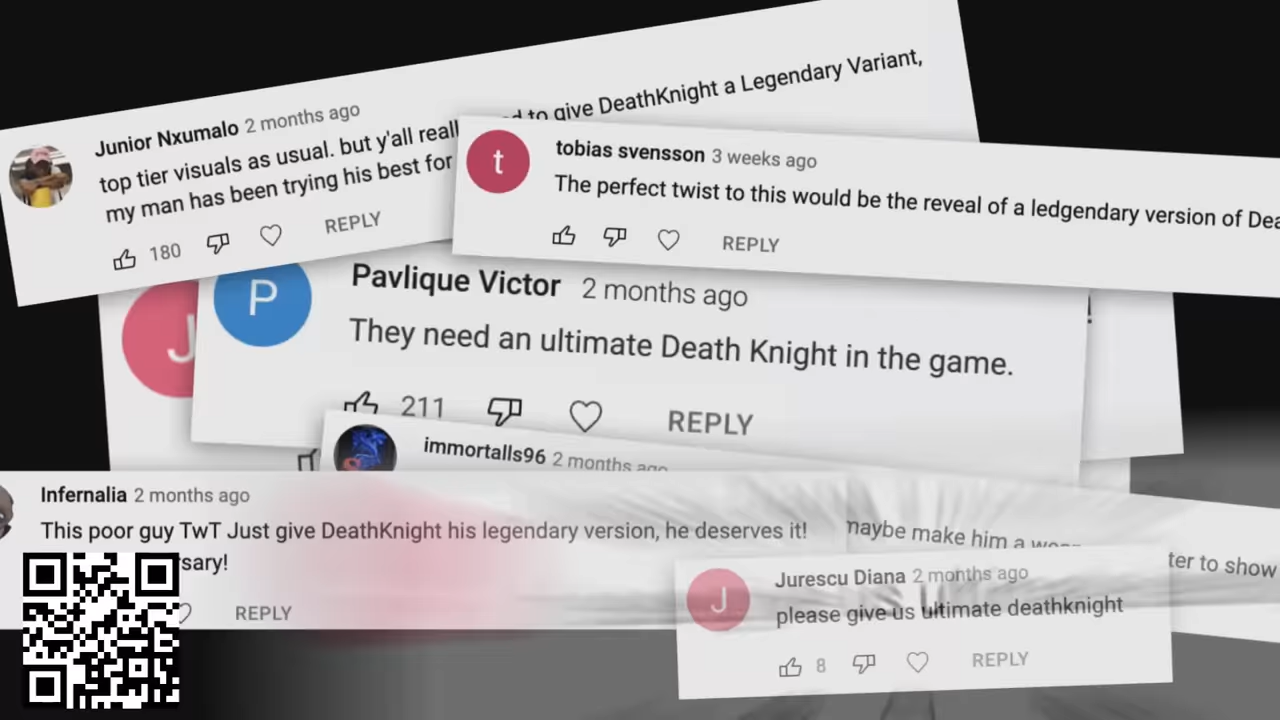 Junior Nxumalo 2 months ago
top tier visuals as usual. but y'all to give DeathKnight a Legendary Variant,
my man has been trying his best for
180 REPLY
t
tobias svensson 3 weeks ago
The perfect twist to this would be the reveal of a ledgendary version of
REPLY
J
P
Pavlique Victor 2 months ago
They need an ultimate Death Knight in the game.
211 REPLY
immortalls96 2 months ago
Infernalia 2 months ago
This poor guy TwT Just give DeathKnight his legendary version, he deserves it!
REPLY
maybe make him a
to show
J
Jurescu Diana 2 months ago
please give us ultimate deathknight
8 REPLY